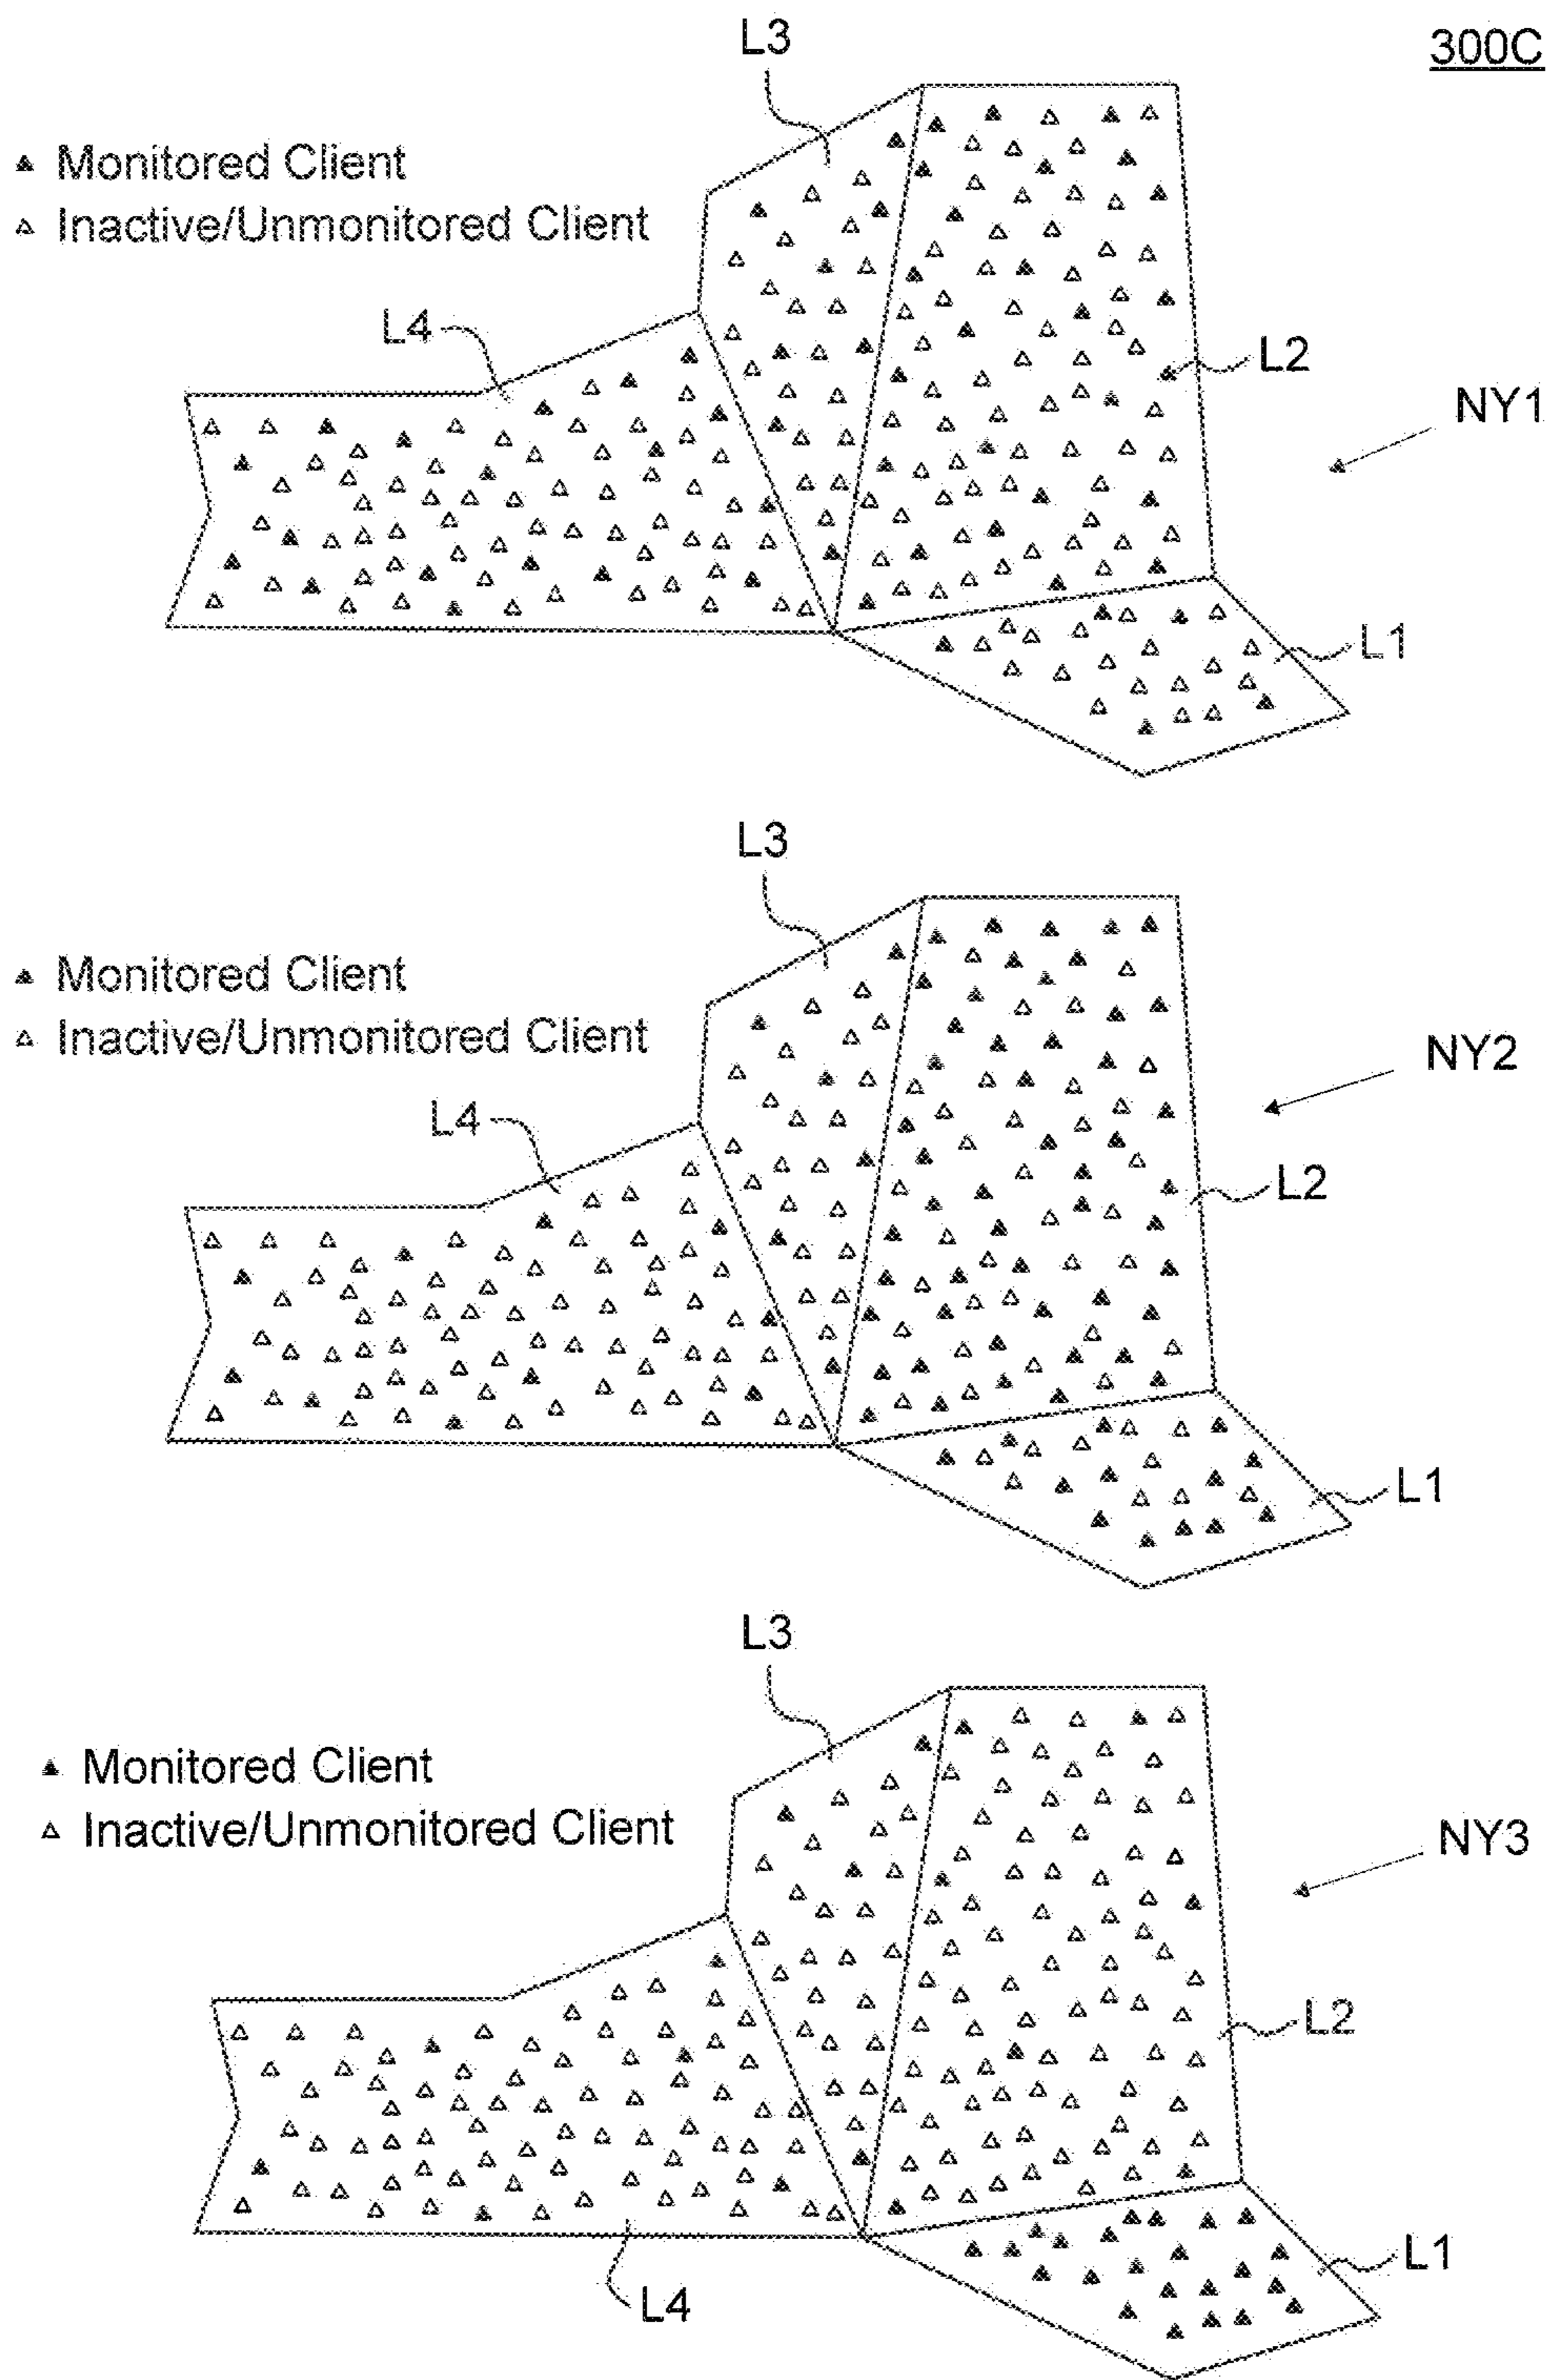 300C
L3
Monitored Client
Inactive/Unmonitored Client
L4
L2
NY1
L1
L3
Monitored Client
Inactive/Unmonitored Client
NY2
L4
L2
L1
L3
Monitored Client
Inactive/Unmonitored Client
NY3
L2
L1
L4